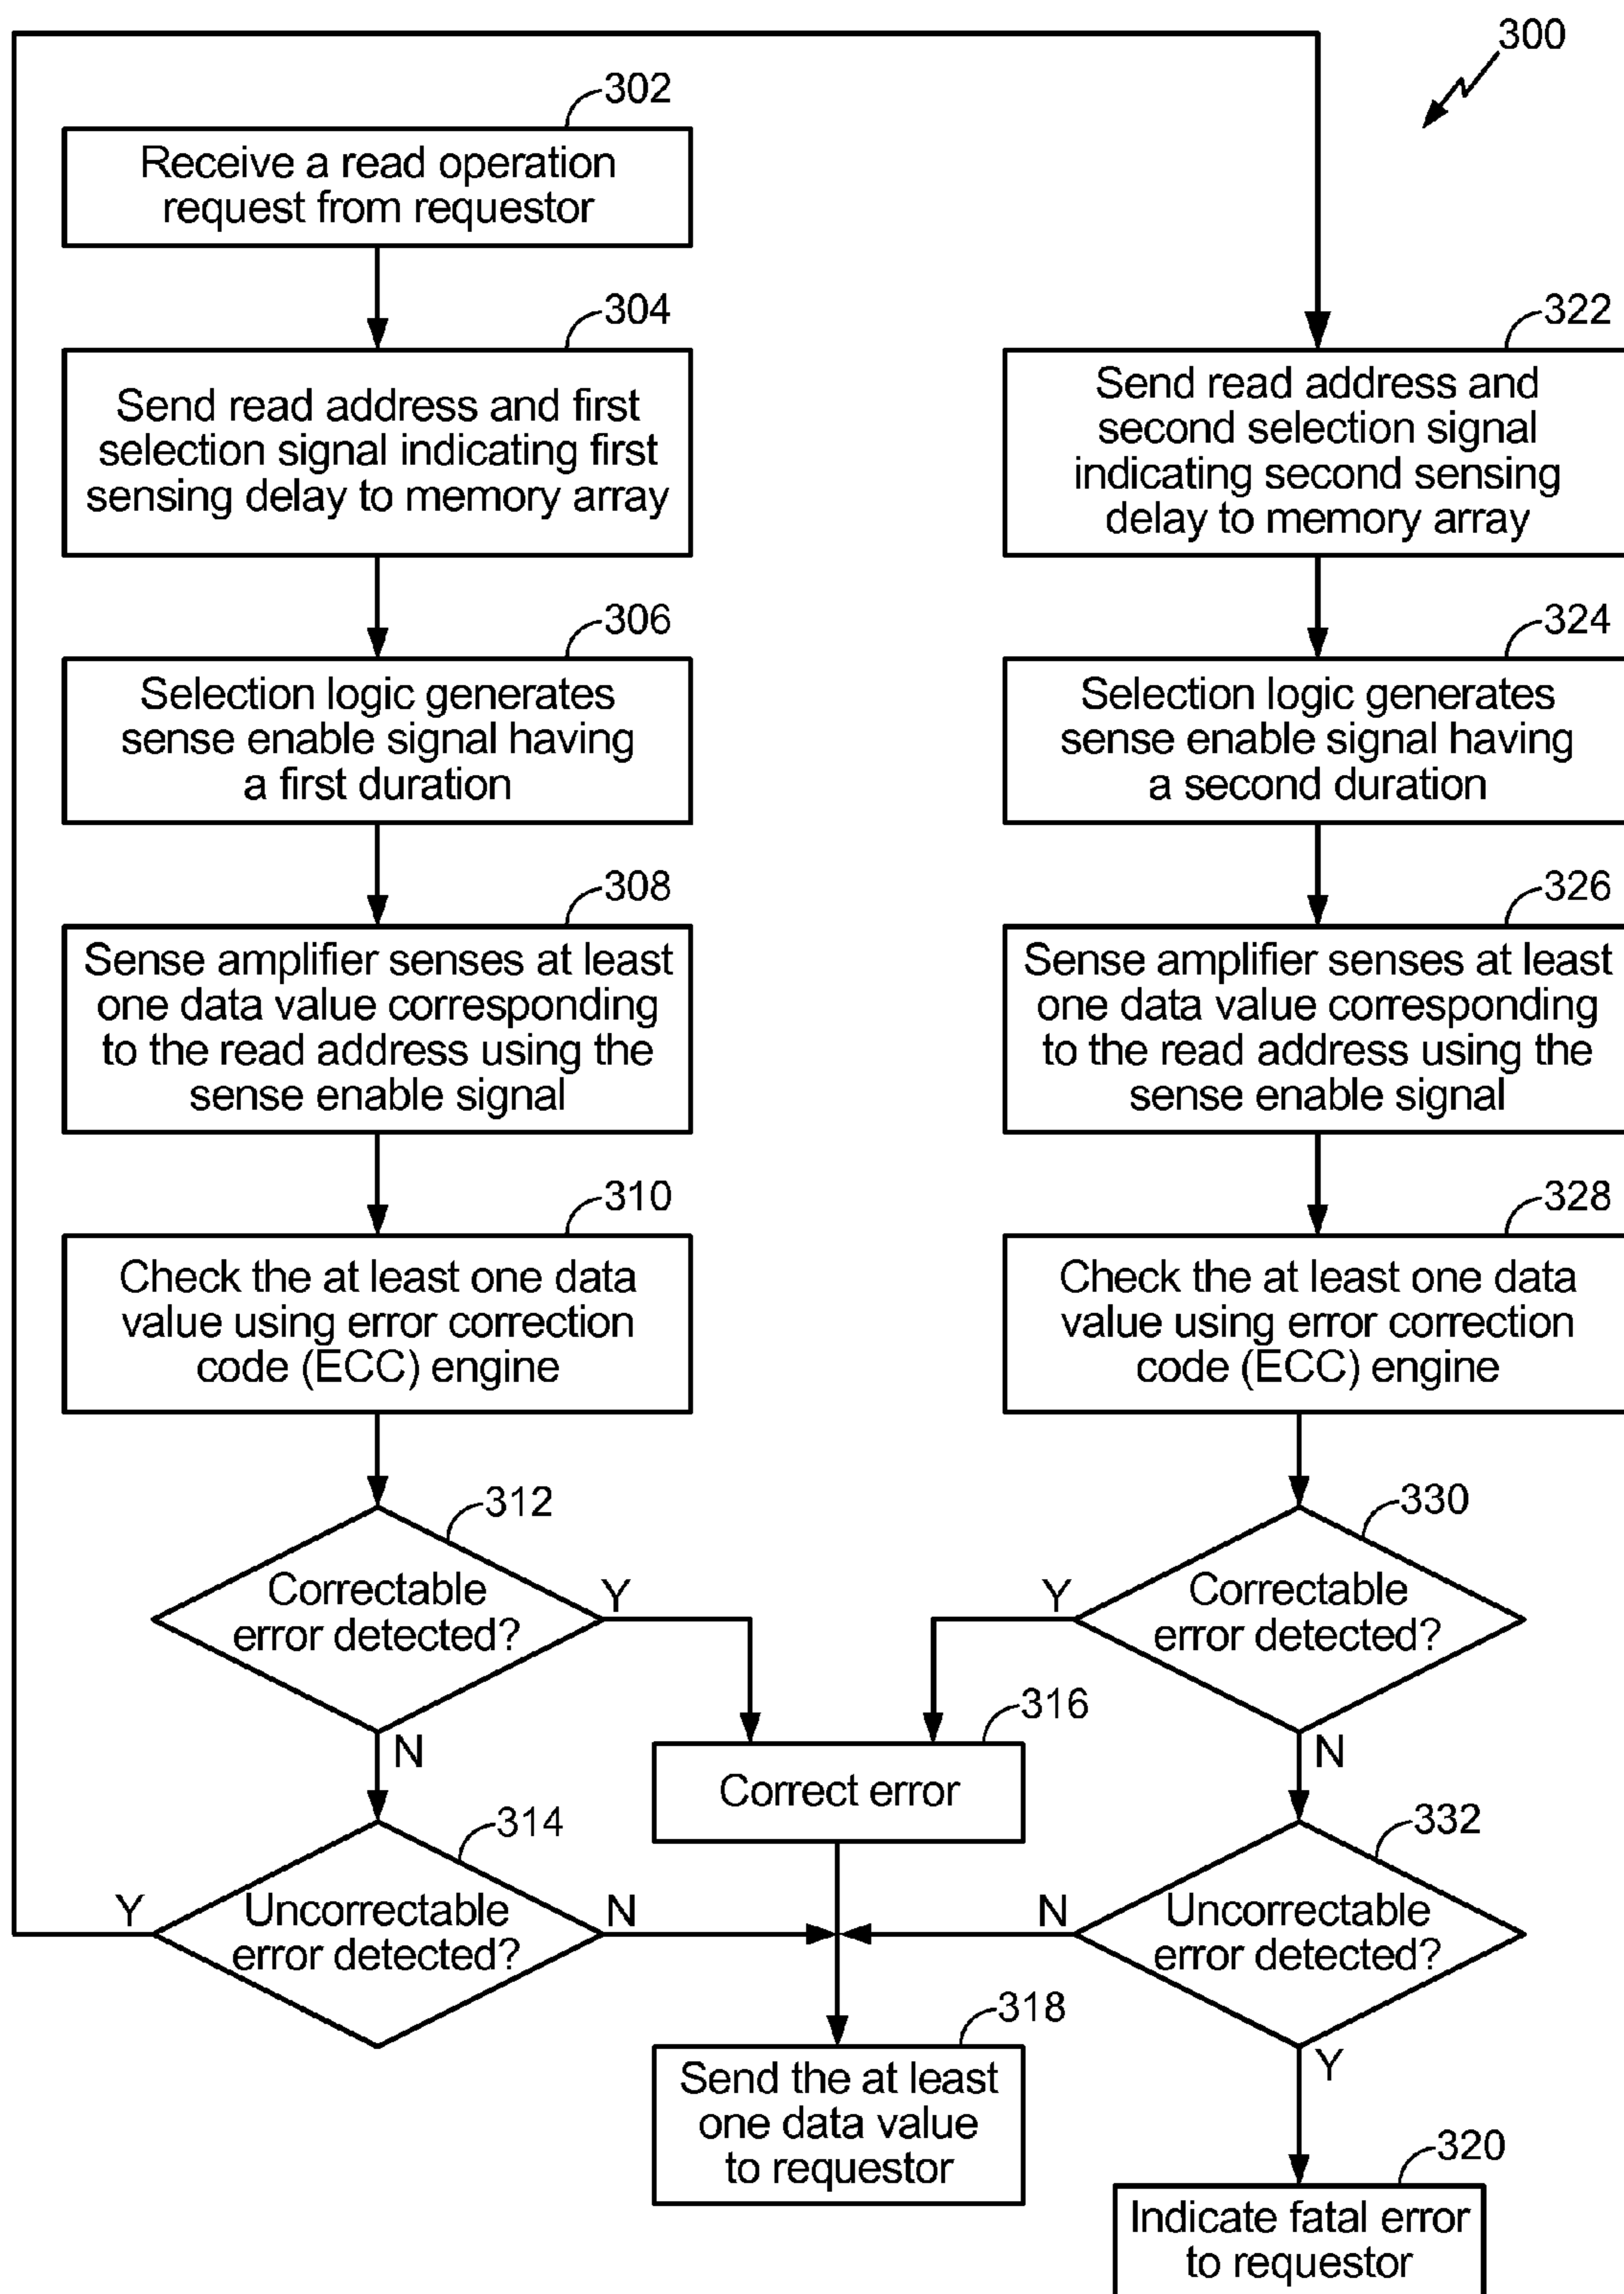 300
302
Receive a read operation
request from requestor
304
Send read address and first
selection signal indicating first
sensing delay to memory array
306
Selection logic generates
sense enable signal having
a first duration
308
Sense amplifier senses at least
one data value corresponding
to the read address using the
sense enable signal
310
Check the at least one data
value using error correction
code (ECC) engine
312
Correctable
error detected?
Y
N
314
Uncorrectable
error detected?
Y
N
316
Correct error
318
Send the at least
one data value
to requestor
322
Send read address and
second selection signal
indicating second sensing
delay to memory array
324
Selection logic generates
sense enable signal having
a second duration
326
Sense amplifier senses at least
one data value corresponding
to the read address using the
sense enable signal
328
Check the at least one data
value using error correction
code (ECC) engine
330
Correctable
error detected?
Y
N
332
Uncorrectable
error detected?
N
Y
320
Indicate fatal error
to requestor